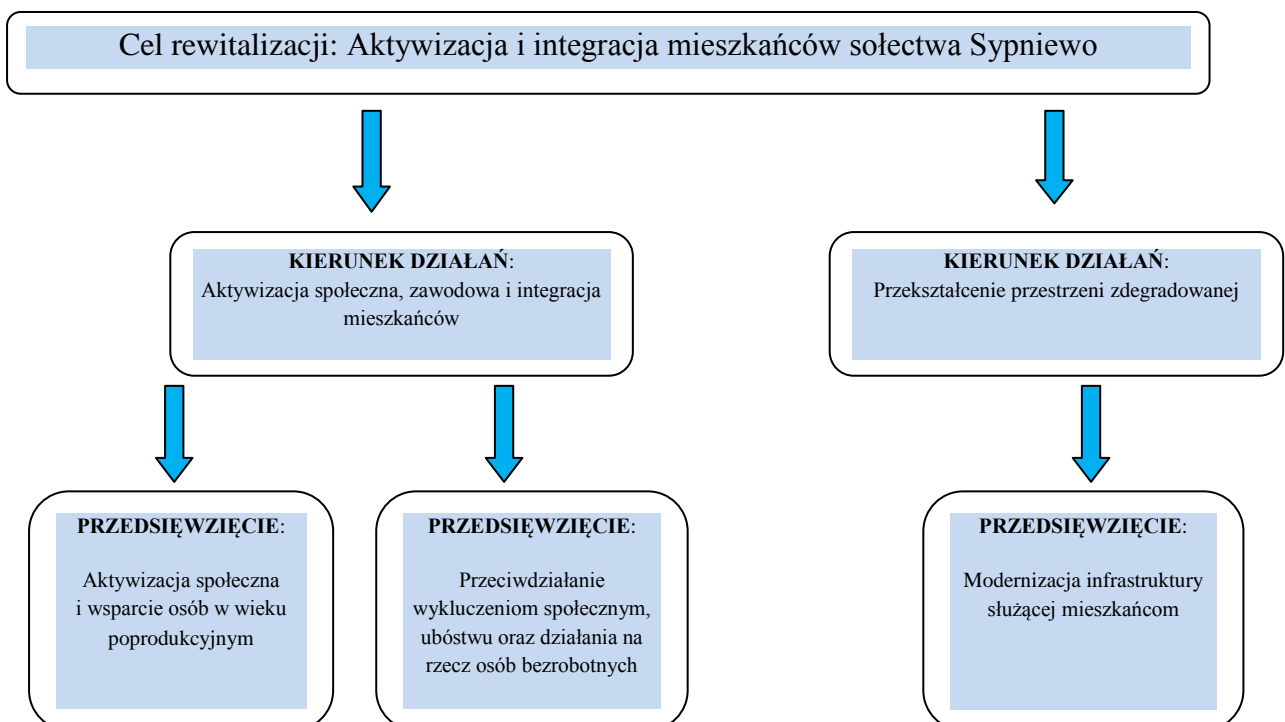 Cel rewitalizacji: Aktywizacja i integracja mieszkańców sołectwa Sypniewo
KIERUNEK DZIAŁAŃ:
Aktywizacja społeczna, zawodowa i integracja
mieszkańców
KIERUNEK DZIAŁAŃ:
Przekształcenie przestrzeni zdegradowanej
PRZEDSIĘWZIĘCIE:
Aktywizacja społeczna
i wsparcie osób w wieku
poprodukcyjnym
PRZEDSIĘWZIĘCIE:
Przeciwdziałanie
wykluczeniom społecznym,
ubóstwu oraz działania na
rzecz osób bezrobotnych
PRZEDSIĘWZIĘCIE:
Modernizacja infrastruktury
służącej mieszkańcom